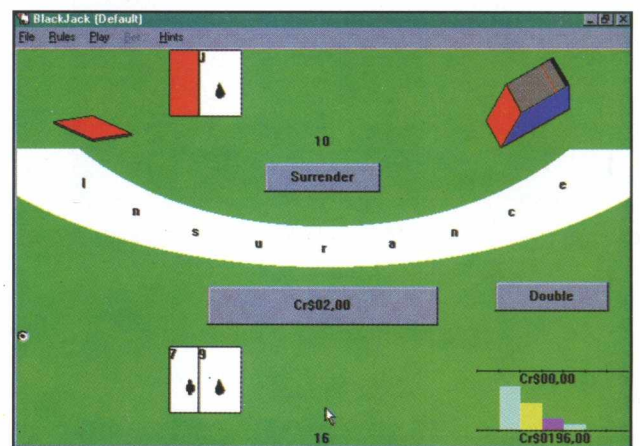 BlackJack (Default)
File Rules Play Bet Hints
J
10
Surrender
Insurance
Cr$02,00
Double
7 9
Cr$00,00
16
Cr$0196,00